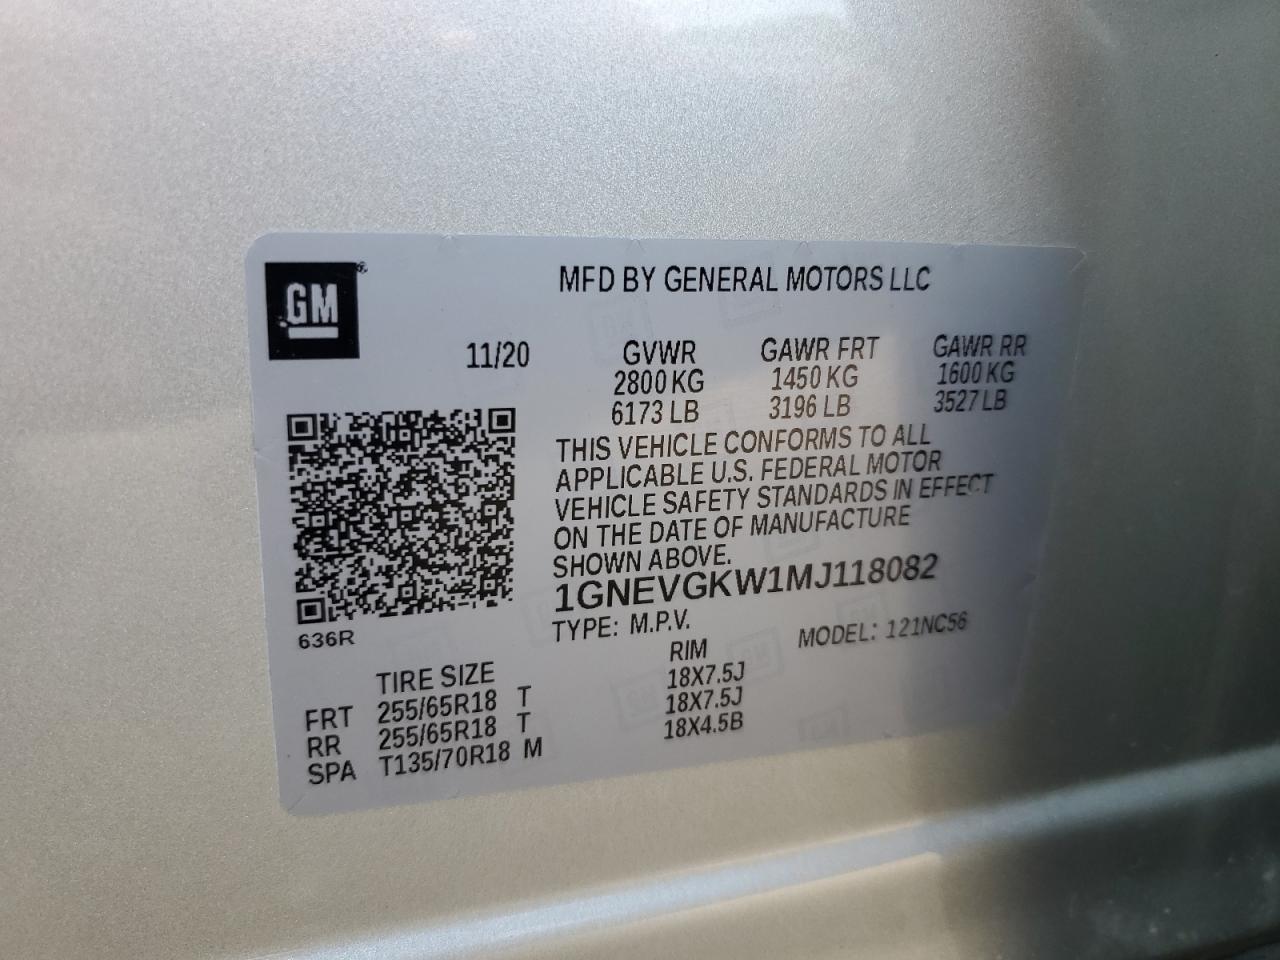 GM
MFD BY GENERAL MOTORS LLC
11/20 GVWR GAWR FRT GAWR RR
2800 KG 1450 KG 1600 KG
6173 LB 3196 LB 3527 LB
THIS VEHICLE CONFORMS TO ALL
APPLICABLE U.S. FEDERAL MOTOR
VEHICLE SAFETY STANDARDS IN EFFECT
ON THE DATE OF MANUFACTURE
SHOWN ABOVE.
1GNEVGKW1MJ118082
636R
TYPE: M.P.V. MODEL: 121NC56
TIRE SIZE RIM
FRT 255/65R18 T 18X7.5J
RR 255/65R18 T 18X7.5J
SPA T135/70R18 M 18X4.5B